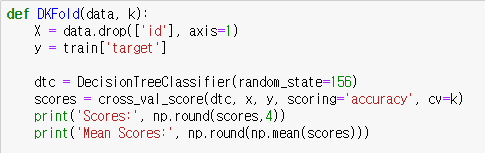 def DKFold(data, k):
    X = data.drop(['id'], axis=1)
    y = train['target']

    dtc = DecisionTreeClassifier(random_state=156)
    scores = cross_val_score(dtc, x, y, scoring='accuracy', cv=k)
    print('Scores:', np.round(scores,4))
    print('Mean Scores:', np.round(np.mean(scores)))